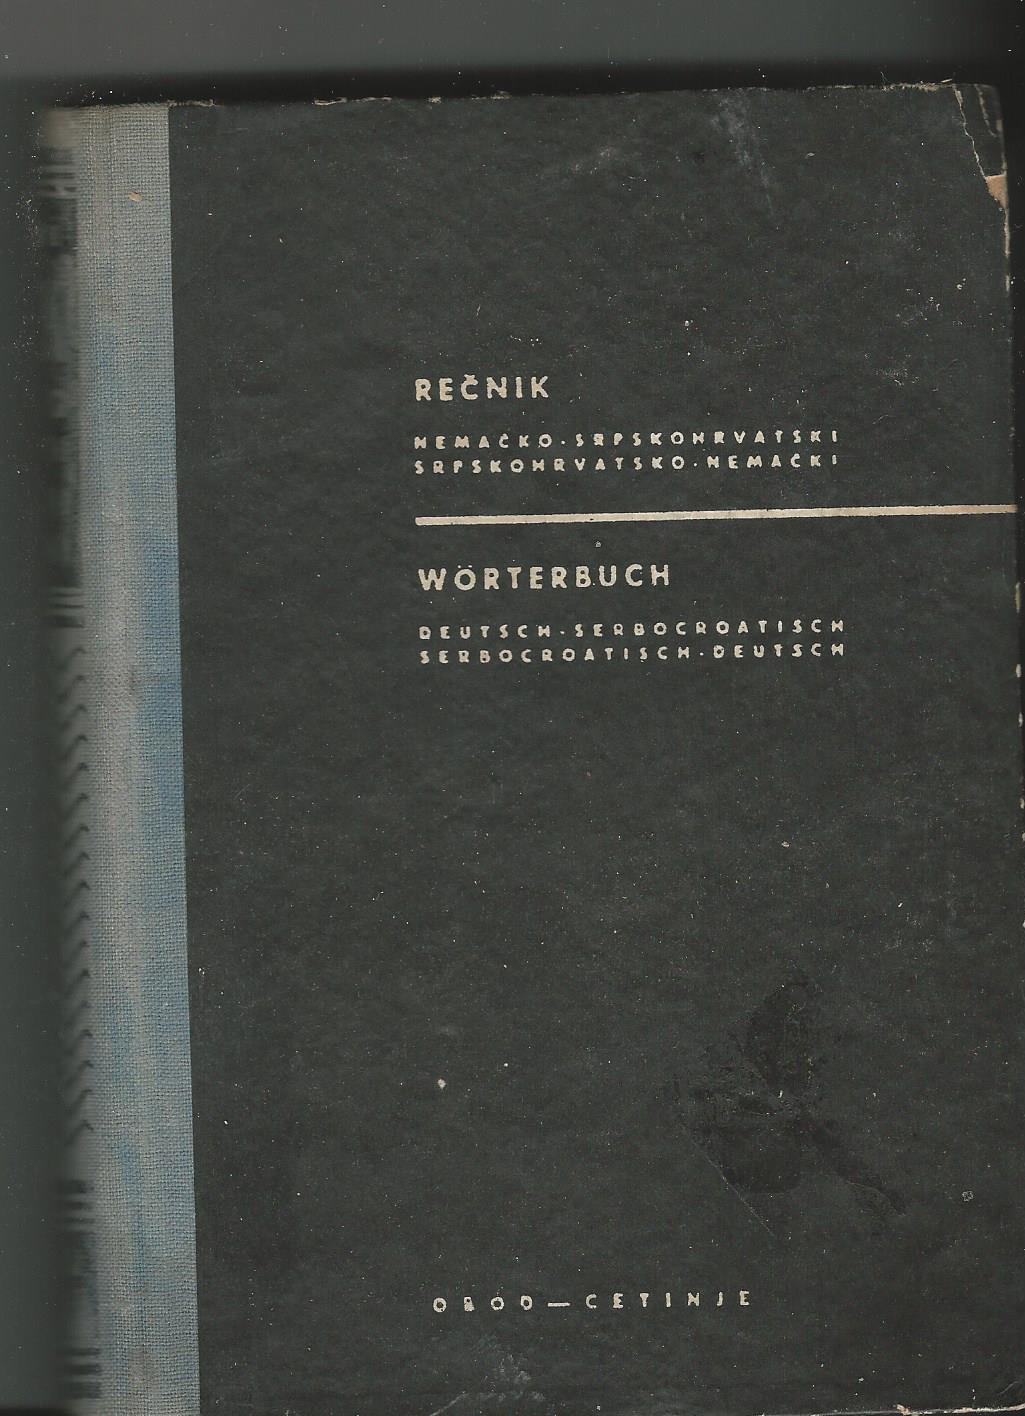 REČNIK
NEMAČKO·SRPSKOHRVATSKI
SRPSKOHRVATSKO·NEMAČKI
WÖRTERBUCH
DEUTSCH·SERBOCROATISCH
SERBOCROATISCH·DEUTSCH
OBOD—CETINJE